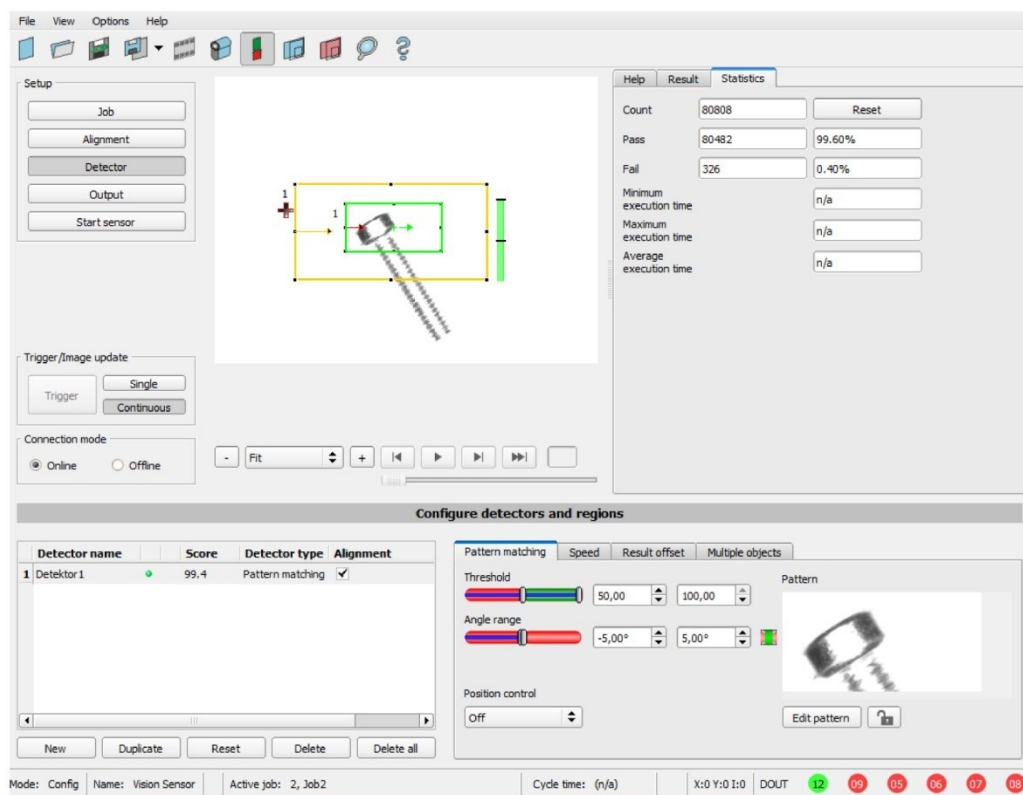 File View Options Help
Setup
Job
Alignment
Detector
Output
Start sensor
Trigger/Image update
Trigger
Single
Continuous
Connection mode
Online Offline
1
1
- Fit +
Help Result Statistics
Count 80808 Reset
Pass 80482 99.60%
Fail 326 0.40%
Minimum
execution time n/a
Maximum
execution time n/a
Average
execution time n/a
Configure detectors and regions
Detector name Score Detector type Alignment
1 Detektor1 99.4 Pattern matching
New Duplicate Reset Delete Delete all
Pattern matching Speed Result offset Multiple objects
Threshold
50,00 100,00
Angle range
-5,00° 5,00°
Position control
Off
Pattern
Edit pattern
Mode: Config Name: Vision Sensor Active job: 2, Job2 Cycle time: (n/a) X:0 Y:0 I:0 DOUT 12 09 05 06 07 08